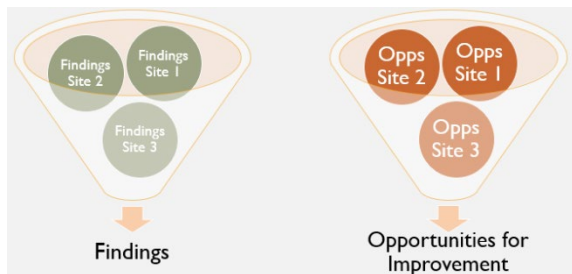 Findings
Site 2
Findings
Site 1
Findings
Site 3
Findings
Opps
Site 2
Opps
Site 1
Opps
Site 3
Opportunities for
Improvement